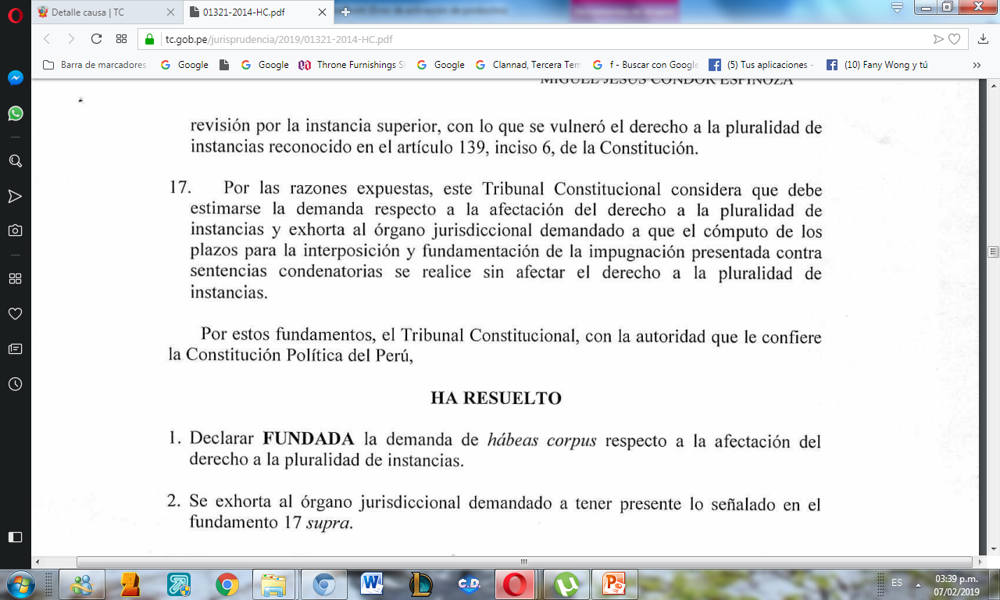 Detalle causa | TC
01321-2014-HC.pdf
tc.gob.pe/jurisprudencia/2019/01321-2014-HC.pdf
Barra de marcadores Google Google Throne Furnishings S Google Clannad, Tercera Tem f - Buscar con Google (5) Tus aplicaciones - (10) Fany Wong y tú
MIGUEL JESÚS CÓNDOR ESPINOZA
revisión por la instancia superior, con lo que se vulneró el derecho a la pluralidad de
instancias reconocido en el artículo 139, inciso 6, de la Constitución.
17. Por las razones expuestas, este Tribunal Constitucional considera que debe
estimarse la demanda respecto a la afectación del derecho a la pluralidad de
instancias y exhorta al órgano jurisdiccional demandado a que el cómputo de los
plazos para la interposición y fundamentación de la impugnación presentada contra
sentencias condenatorias se realice sin afectar el derecho a la pluralidad de
instancias.
Por estos fundamentos, el Tribunal Constitucional, con la autoridad que le confiere
la Constitución Política del Perú,
HA RESUELTO
1. Declarar FUNDADA la demanda de hábeas corpus respecto a la afectación del
derecho a la pluralidad de instancias.
2. Se exhorta al órgano jurisdiccional demandado a tener presente lo señalado en el
fundamento 17 supra.
C.D.
ES
03:39 p.m.
07/02/2019